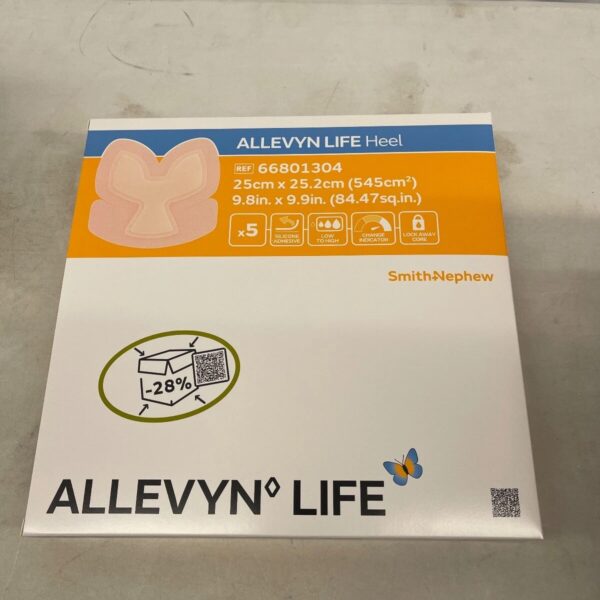 ALLEVYN LIFE Heel
REF 66801304
25cm x 25.2cm (545cm²)
9.8in. x 9.9in. (84.47sq.in.)
x5
SILICONE ADHESIVE
LOW TO HIGH
CHANGE INDICATOR
LOCK AWAY CORE
Smith+Nephew
-28%
ALLEVYN◊ LIFE